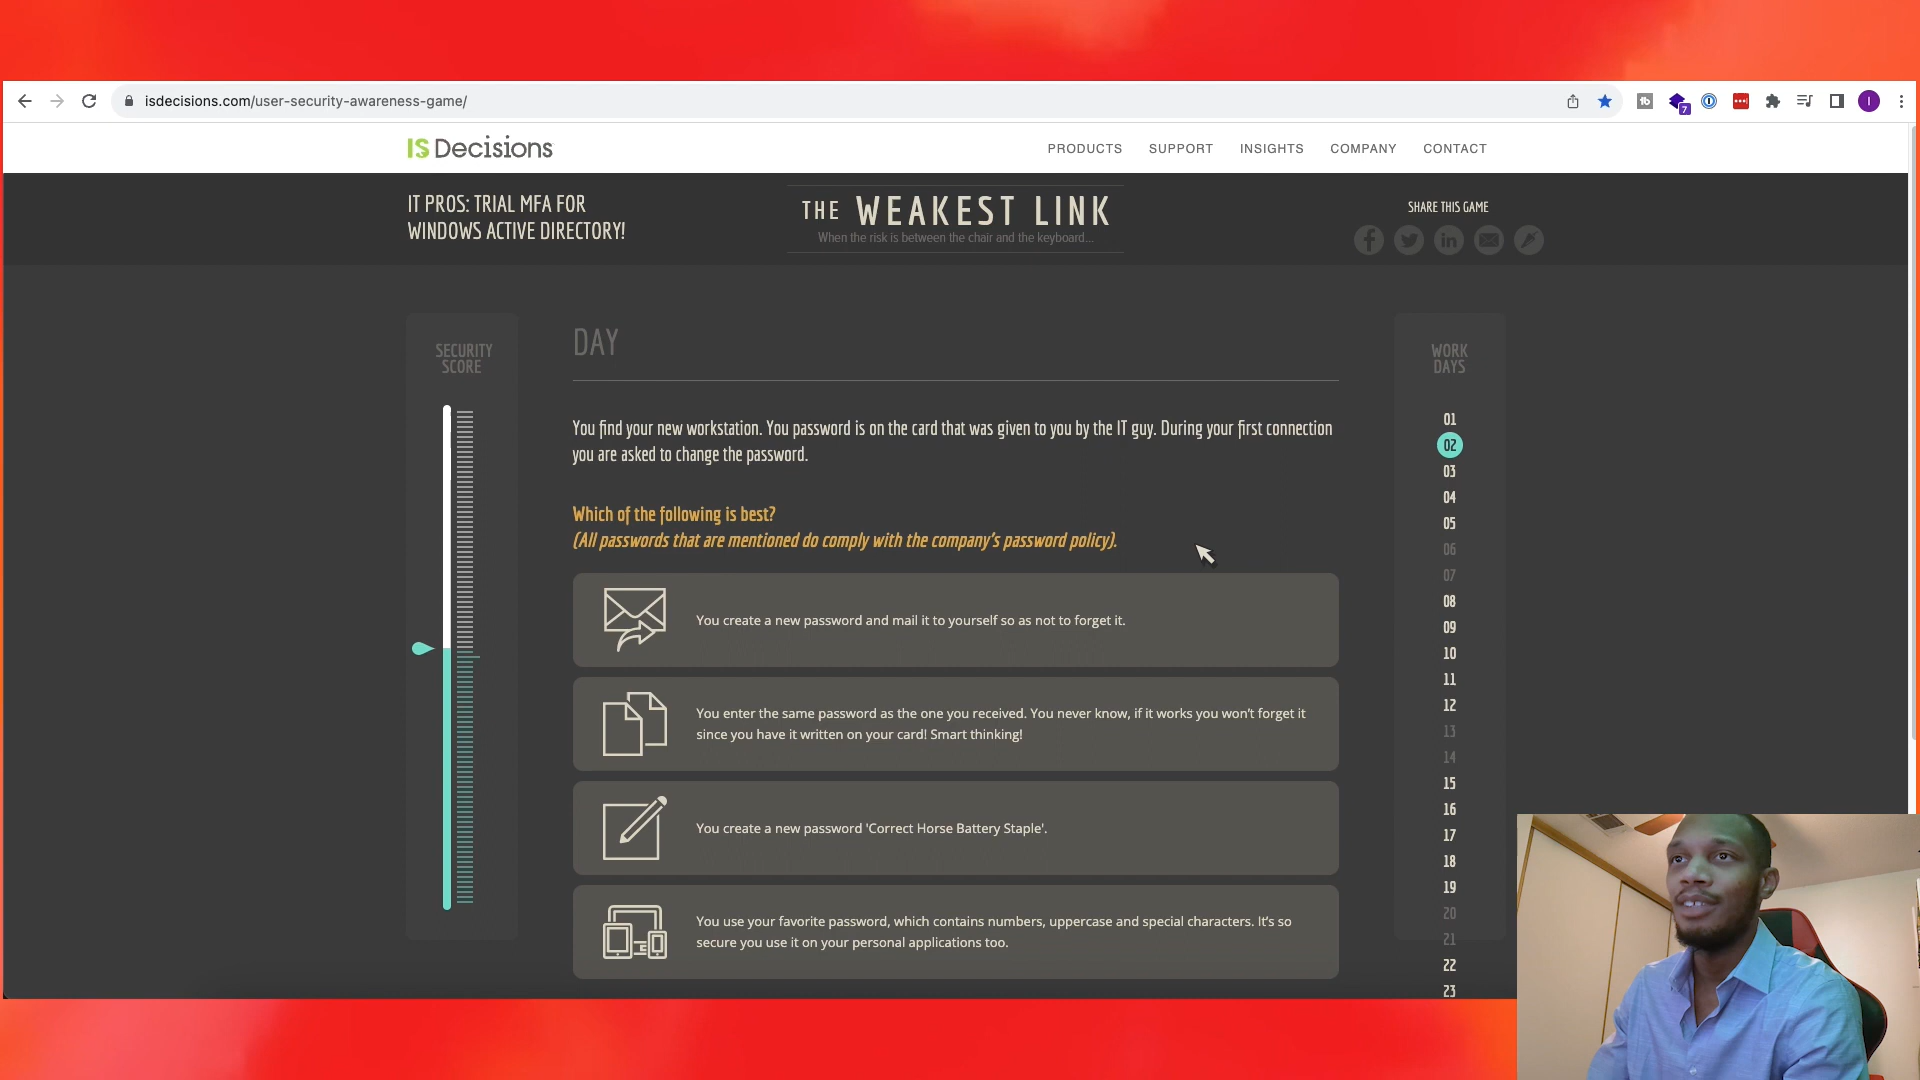 isdecisions.com/user-security-awareness-game/
7
I
IS Decisions
PRODUCTS SUPPORT INSIGHTS COMPANY CONTACT
IT PROS: TRIAL MFA FOR
WINDOWS ACTIVE DIRECTORY!
THE WEAKEST LINK
When the risk is between the chair and the keyboard...
SHARE THIS GAME
SECURITY
SCORE
DAY
You find your new workstation. You password is on the card that was given to you by the IT guy. During your first connection
you are asked to change the password.
Which of the following is best?
(All passwords that are mentioned do comply with the company's password policy).
You create a new password and mail it to yourself so as not to forget it.
You enter the same password as the one you received. You never know, if it works you won't forget it
since you have it written on your card! Smart thinking!
You create a new password 'Correct Horse Battery Staple'.
You use your favorite password, which contains numbers, uppercase and special characters. It's so
secure you use it on your personal applications too.
WORK
DAYS
01
02
03
04
05
06
07
08
09
10
11
12
13
14
15
16
17
18
19
20
21
22
23